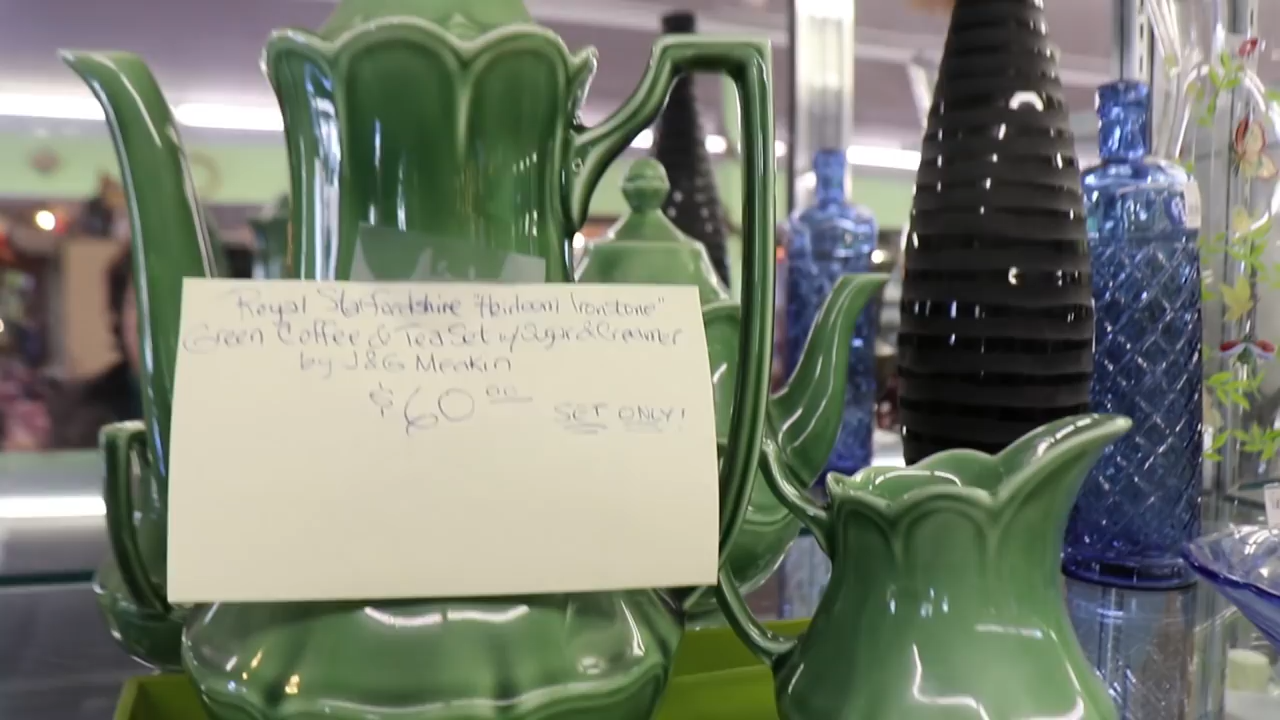 Royal Staffordshire "Heirloom Ironstone"
Green Coffee & Tea Set w/Sugar & Creamer
by J&G Meakin
$60.00 SET ONLY!